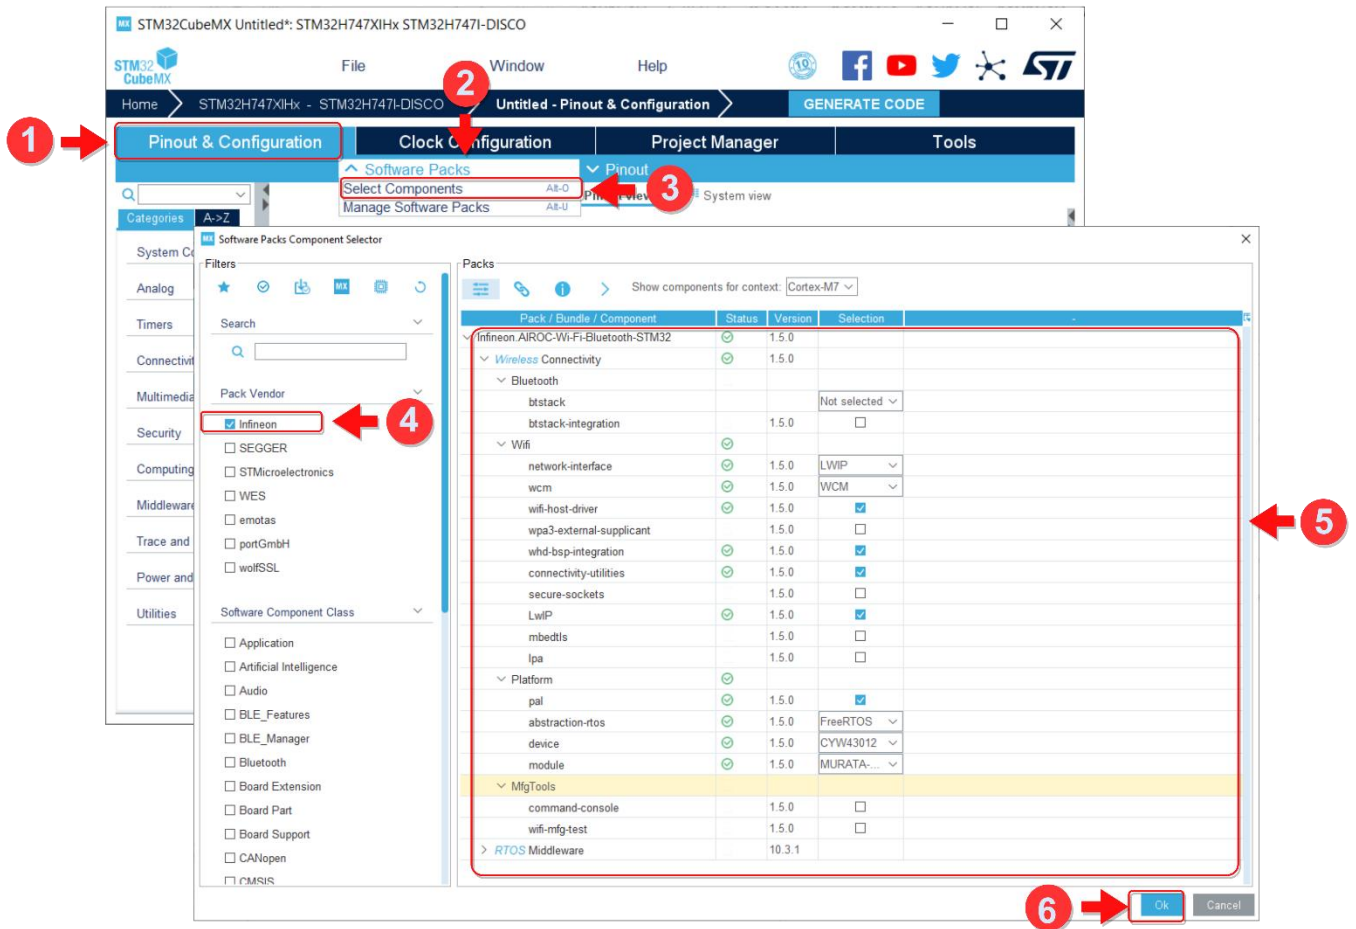 MX STM32CubeMX Untitled*: STM32H747XIHx STM32H747I-DISCO
STM32
CubeMX
File
Window
Help
10
2
Home
STM32H747XIHx - STM32H747I-DISCO
Untitled - Pinout & Configuration
GENERATE CODE
1
Pinout & Configuration
Clock Configuration
Project Manager
Tools
Software Packs
Pinout
Select Components Alt-O
3
System view
Manage Software Packs Alt-U
Categories
A->Z
System Co
Analog
Timers
Connectivit
Multimedia
Security
Computing
Middleware
Trace and
Power and
Utilities
MX Software Packs Component Selector
Filters
MX
Search
Pack Vendor
Infineon
4
SEGGER
STMicroelectronics
WES
emotas
portGmbH
wolfSSL
Software Component Class
Application
Artificial Intelligence
Audio
BLE_Features
BLE_Manager
Bluetooth
Board Extension
Board Part
Board Support
CANopen
CMSIS
Packs
Show components for context: Cortex-M7
Pack / Bundle / Component Status Version Selection -
Infineon.AIROC-Wi-Fi-Bluetooth-STM32 1.5.0
Wireless Connectivity 1.5.0
Bluetooth
btstack Not selected
btstack-integration 1.5.0
Wifi
network-interface 1.5.0 LWIP
wcm 1.5.0 WCM
wifi-host-driver 1.5.0
5
wpa3-external-supplicant 1.5.0
whd-bsp-integration 1.5.0
connectivity-utilities 1.5.0
secure-sockets 1.5.0
LwIP 1.5.0
mbedtls 1.5.0
lpa 1.5.0
Platform
pal 1.5.0
abstraction-rtos 1.5.0 FreeRTOS
device 1.5.0 CYW43012
module 1.5.0 MURATA-...
MfgTools
command-console 1.5.0
wifi-mfg-test 1.5.0
RTOS Middleware 10.3.1
6
Ok
Cancel